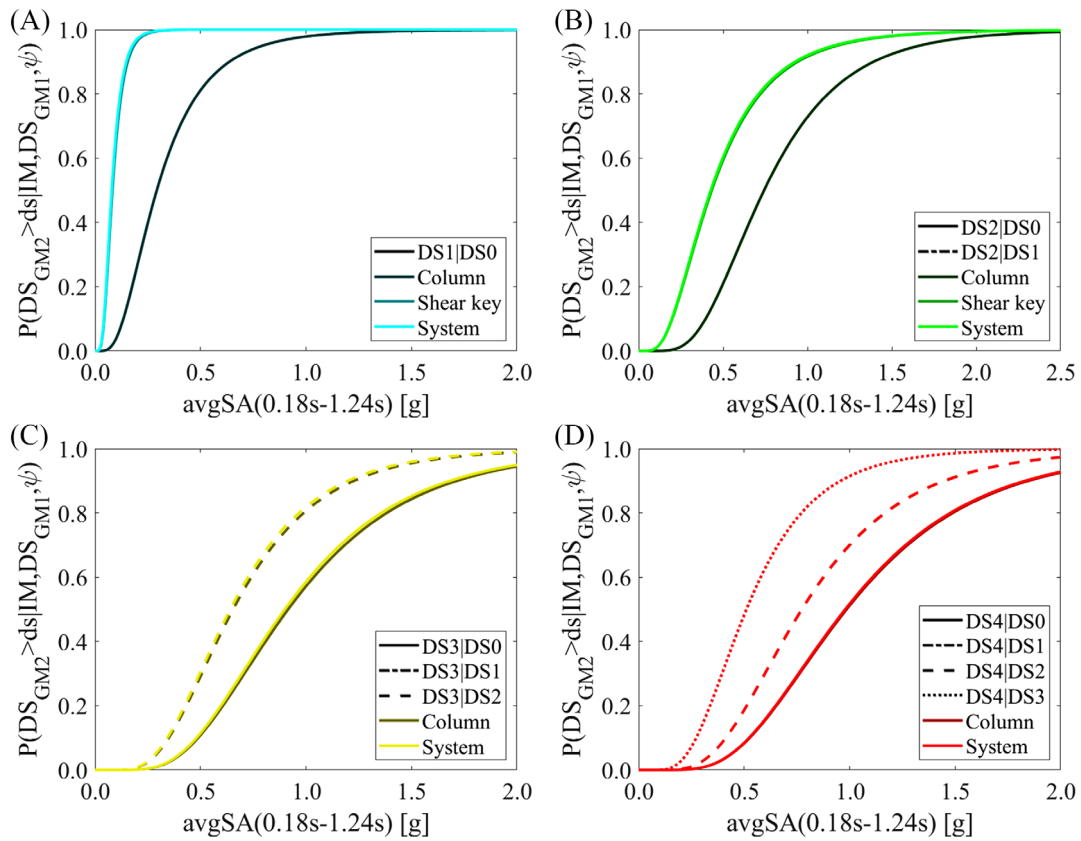 (A)
P(DS_GM2>ds|IM,DS_GM1,ψ)
1.0
0.8
0.6
0.4
0.2
0.0
DS1|DS0
Column
Shear key
System
0.0 0.5 1.0 1.5 2.0
avgSA(0.18s-1.24s) [g]
(B)
P(DS_GM2>ds|IM,DS_GM1,ψ)
1.0
0.8
0.6
0.4
0.2
0.0
DS2|DS0
DS2|DS1
Column
Shear key
System
0.0 0.5 1.0 1.5 2.0 2.5
avgSA(0.18s-1.24s) [g]
(C)
P(DS_GM2>ds|IM,DS_GM1,ψ)
1.0
0.8
0.6
0.4
0.2
0.0
DS3|DS0
DS3|DS1
DS3|DS2
Column
System
0.0 0.5 1.0 1.5 2.0
avgSA(0.18s-1.24s) [g]
(D)
P(DS_GM2>ds|IM,DS_GM1,ψ)
1.0
0.8
0.6
0.4
0.2
0.0
DS4|DS0
DS4|DS1
DS4|DS2
DS4|DS3
Column
System
0.0 0.5 1.0 1.5 2.0
avgSA(0.18s-1.24s) [g]